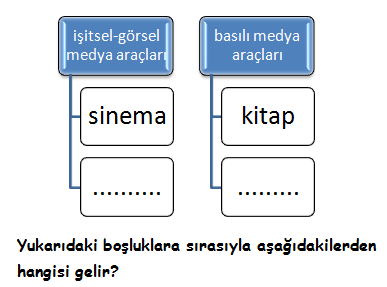 işitsel-görsel
medya araçları
basılı medya
araçları
sinema
kitap
..........
.........
Yukarıdaki boşluklara sırasıyla aşağıdakilerden
hangisi gelir?